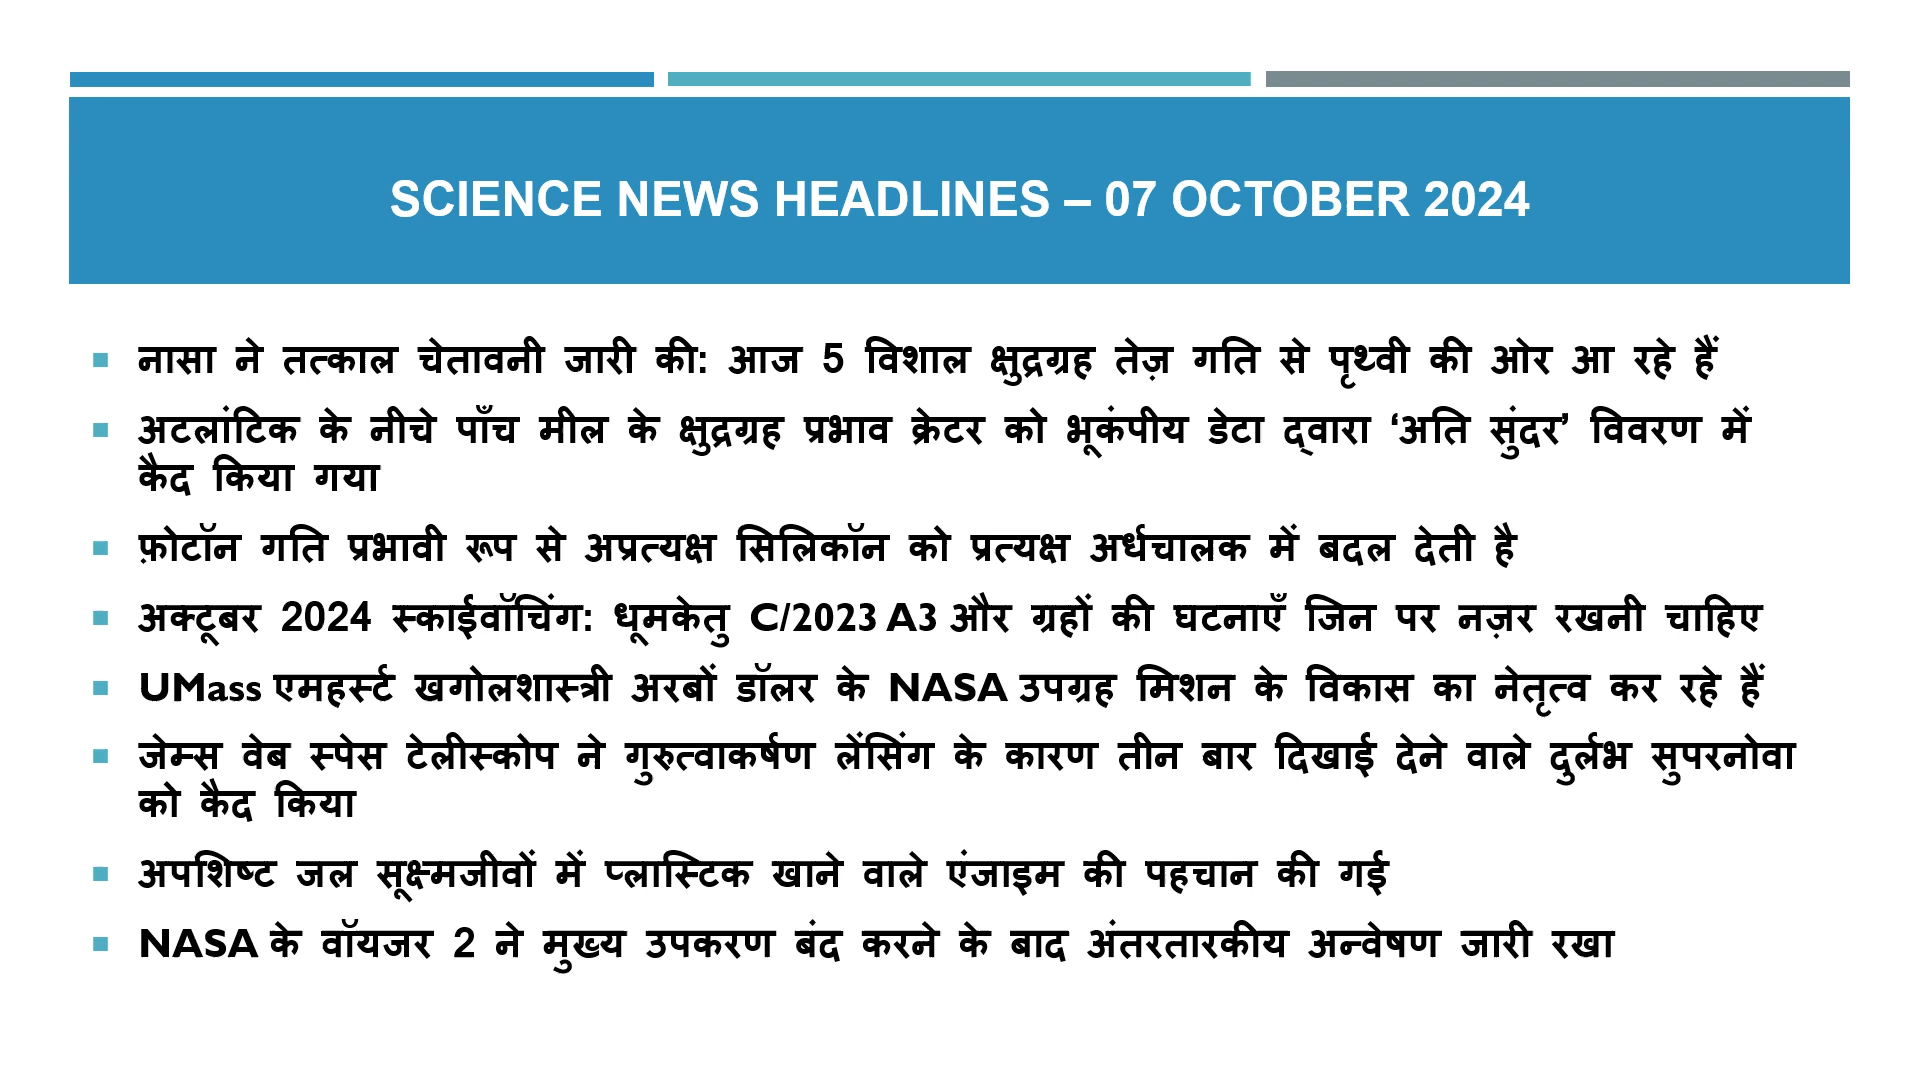 SCIENCE NEWS HEADLINES – 07 OCTOBER 2024
नासा ने तत्काल चेतावनी जारी की: आज 5 विशाल क्षुद्रग्रह तेज़ गति से पृथ्वी की ओर आ रहे हैं
अटलांटिक के नीचे पाँच मील के क्षुद्रग्रह प्रभाव क्रेटर को भूकंपीय डेटा द्वारा ‘अति सुंदर’ विवरण में
कैद किया गया
फ़ोटॉन गति प्रभावी रूप से अप्रत्यक्ष सिलिकॉन को प्रत्यक्ष अर्धचालक में बदल देती है
अक्टूबर 2024 स्काईवॉचिंग: धूमकेतु C/2023 A3 और ग्रहों की घटनाएँ जिन पर नज़र रखनी चाहिए
UMass एमहर्स्ट खगोलशास्त्री अरबों डॉलर के NASA उपग्रह मिशन के विकास का नेतृत्व कर रहे हैं
जेम्स वेब स्पेस टेलीस्कोप ने गुरुत्वाकर्षण लेंसिंग के कारण तीन बार दिखाई देने वाले दुर्लभ सुपरनोवा
को कैद किया
अपशिष्ट जल सूक्ष्मजीवों में प्लास्टिक खाने वाले एंजाइम की पहचान की गई
NASA के वॉयजर 2 ने मुख्य उपकरण बंद करने के बाद अंतरतारकीय अन्वेषण जारी रखा